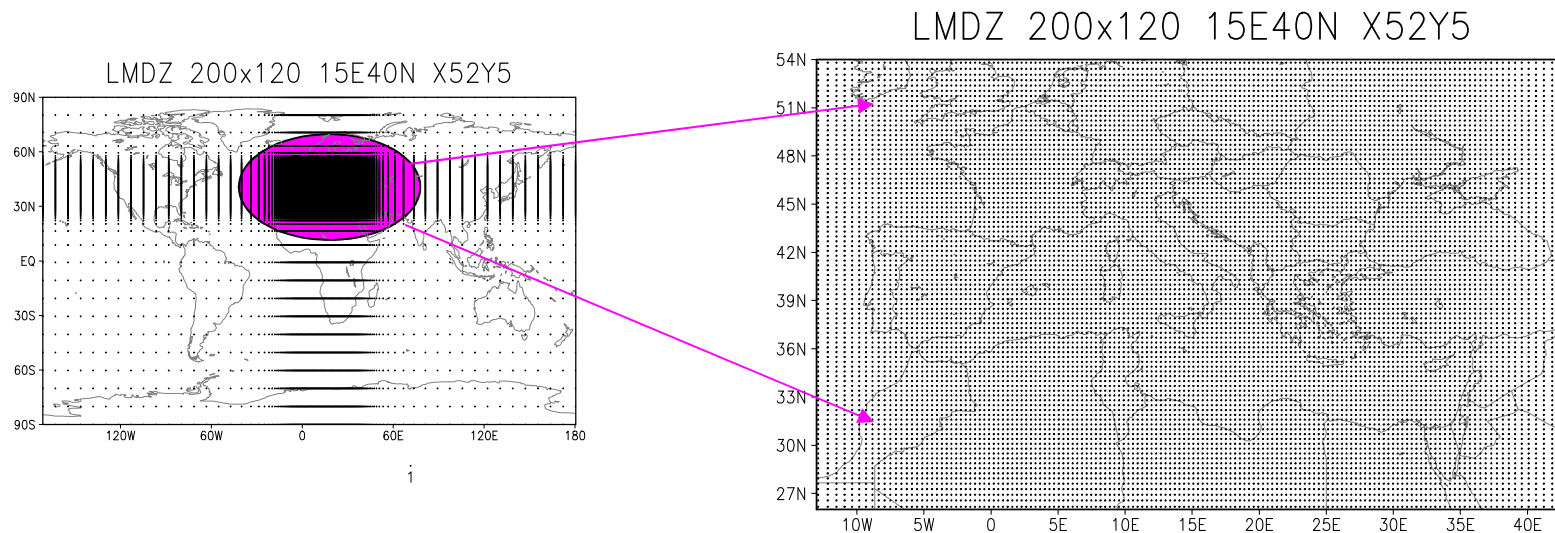 LMDZ 200x120 15E40N X52Y5
90N
60N
30N
EQ
30S
60S
90S
120W 60W 0 60E 120E 180
i
LMDZ 200x120 15E40N X52Y5
54N
51N
48N
45N
42N
39N
36N
33N
30N
27N
10W 5W 0 5E 10E 15E 20E 25E 30E 35E 40E